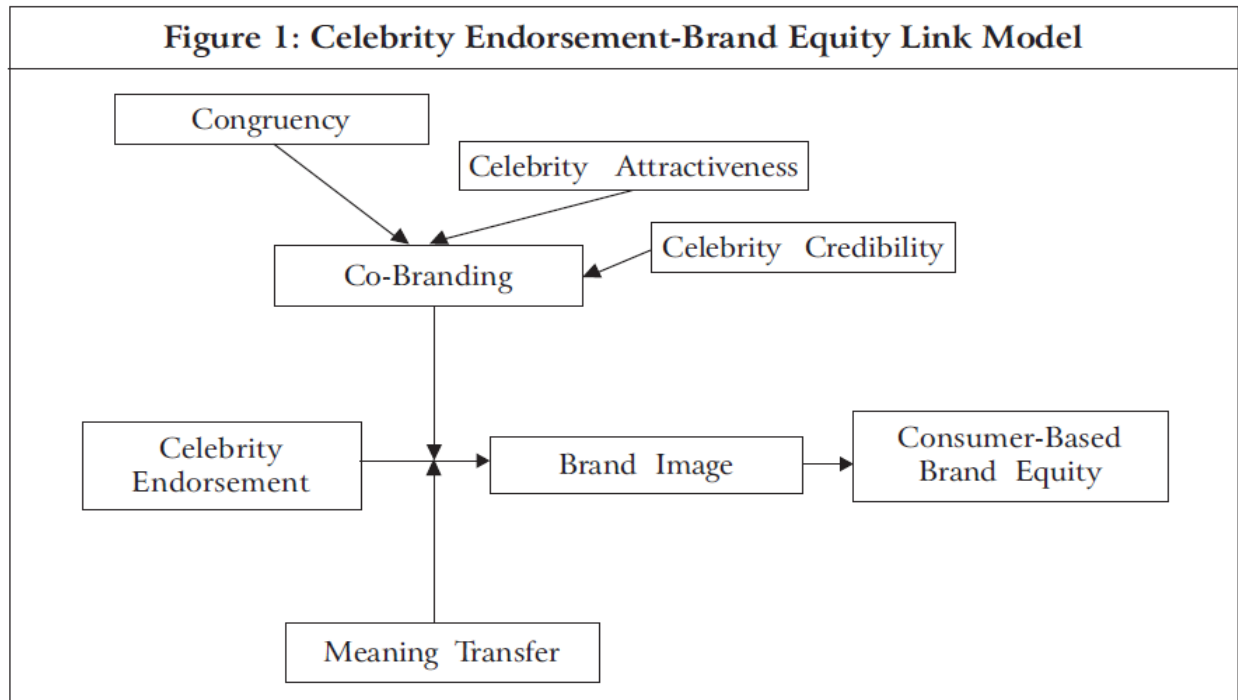 Figure 1: Celebrity Endorsement-Brand Equity Link Model
Congruency
Celebrity Attractiveness
Celebrity Credibility
Co-Branding
Celebrity
Endorsement
Brand Image
Consumer-Based
Brand Equity
Meaning Transfer